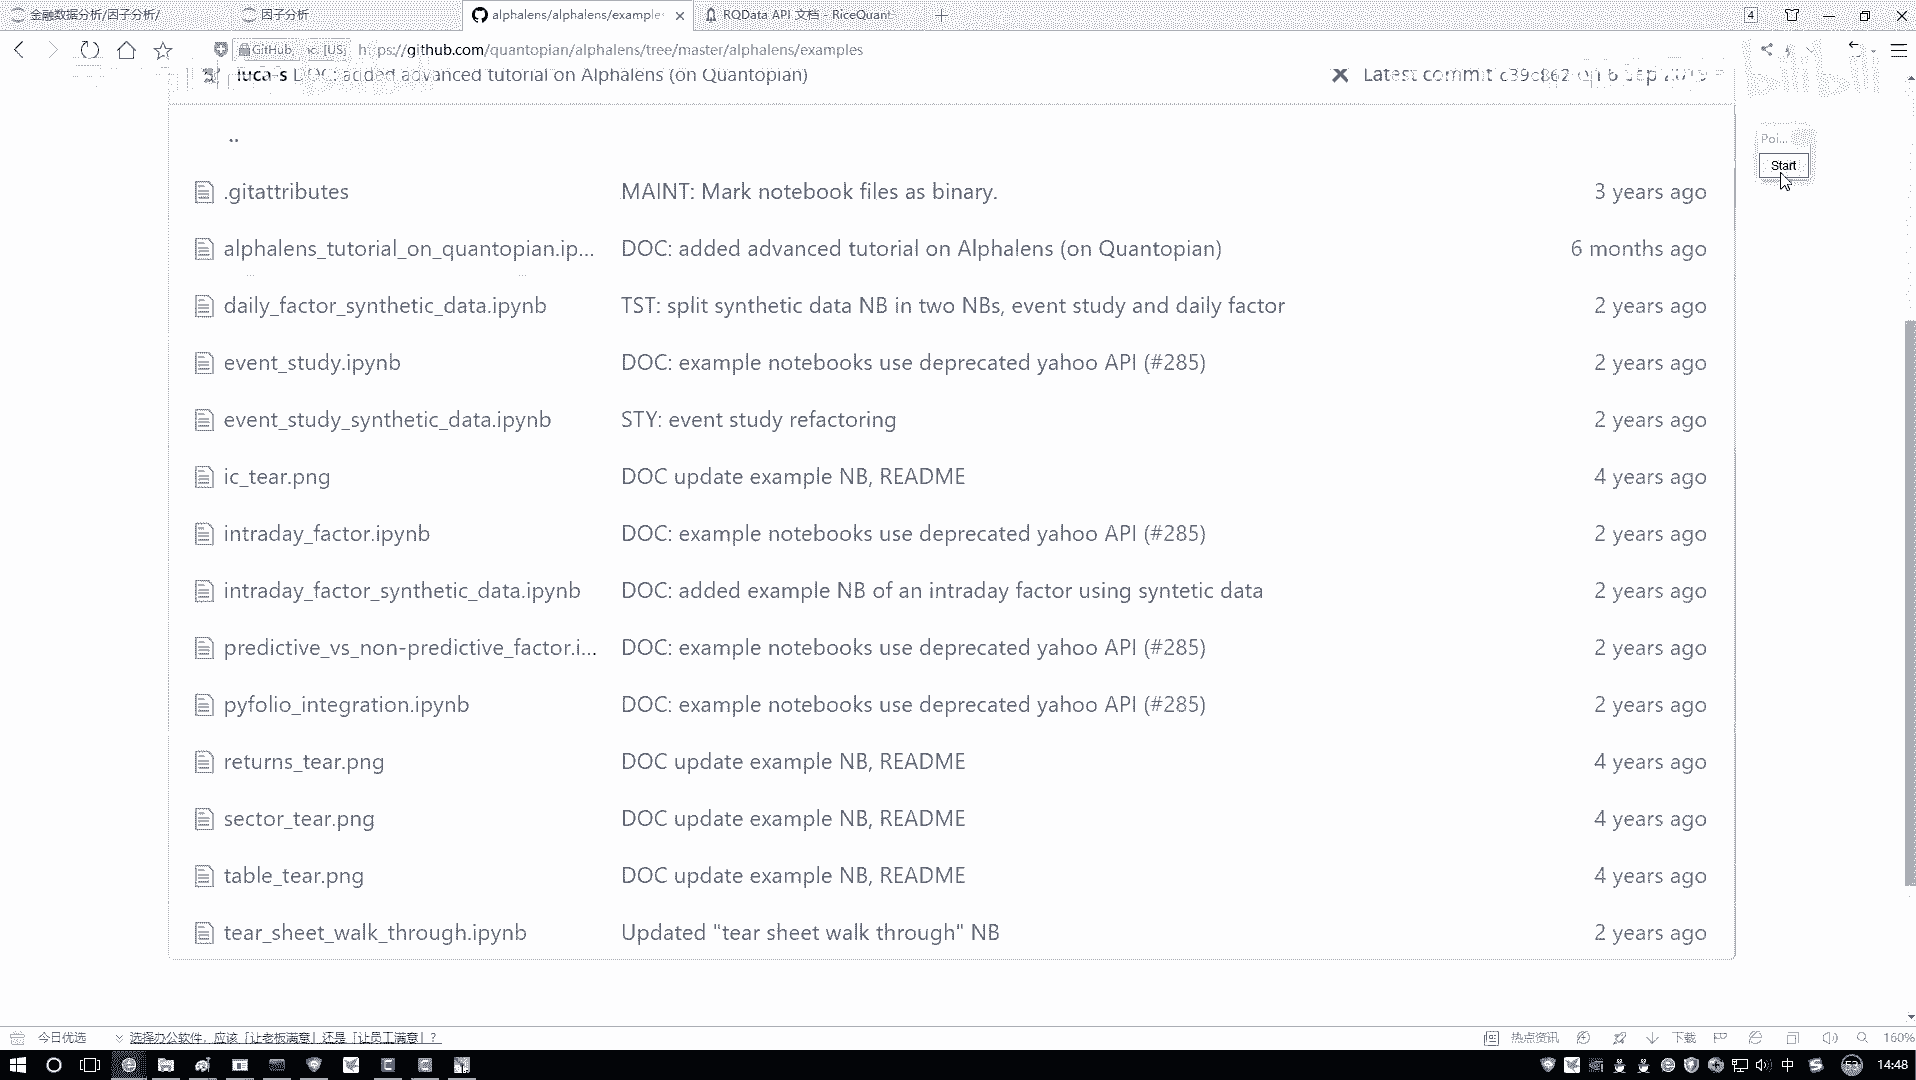 金融数据分析/因子分析/
因子分析
alphalens/alphalens/example
RQData API 文档 - RiceQuant
4
GitHub, [US] https://github.com/quantopian/alphalens/tree/master/alphalens/examples
luca-s DOC: added advanced tutorial on Alphalens (on Quantopian)
Latest commit
..
Poi...
Start
.gitattributes MAINT: Mark notebook files as binary. 3 years ago
alphalens_tutorial_on_quantopian.ip... DOC: added advanced tutorial on Alphalens (on Quantopian) 6 months ago
daily_factor_synthetic_data.ipynb TST: split synthetic data NB in two NBs, event study and daily factor 2 years ago
event_study.ipynb DOC: example notebooks use deprecated yahoo API (#285) 2 years ago
event_study_synthetic_data.ipynb STY: event study refactoring 2 years ago
ic_tear.png DOC update example NB, README 4 years ago
intraday_factor.ipynb DOC: example notebooks use deprecated yahoo API (#285) 2 years ago
intraday_factor_synthetic_data.ipynb DOC: added example NB of an intraday factor using syntetic data 2 years ago
predictive_vs_non-predictive_factor.i... DOC: example notebooks use deprecated yahoo API (#285) 2 years ago
pyfolio_integration.ipynb DOC: example notebooks use deprecated yahoo API (#285) 2 years ago
returns_tear.png DOC update example NB, README 4 years ago
sector_tear.png DOC update example NB, README 4 years ago
table_tear.png DOC update example NB, README 4 years ago
tear_sheet_walk_through.ipynb Updated "tear sheet walk through" NB 2 years ago
今日优选 选择办公软件，应该「让老板满意」还是「让员工满意」？
热点资讯 下载 160%
中 53 14:48